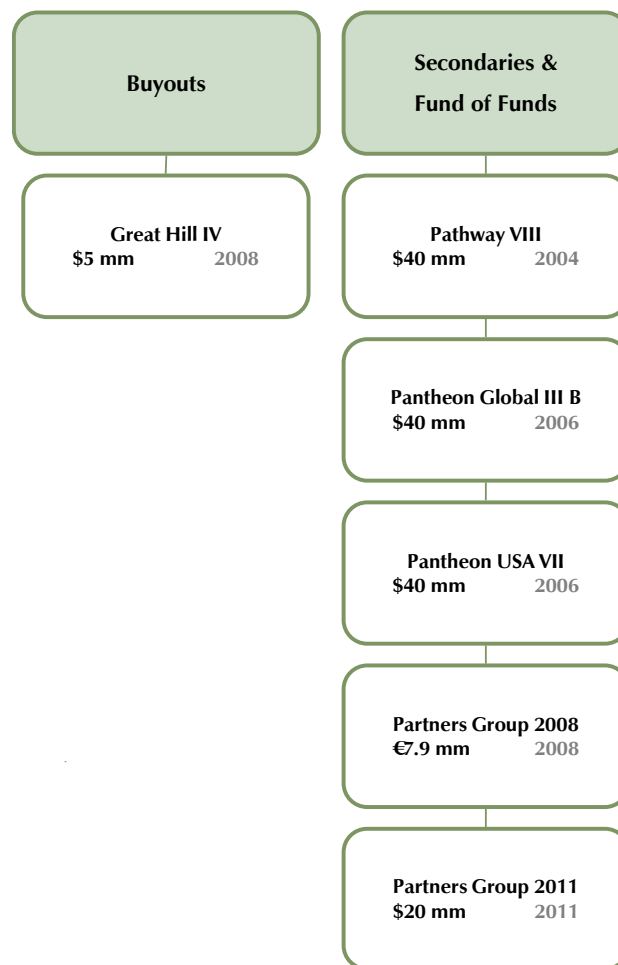 Buyouts
Great Hill IV
$5 mm 2008
Secondaries &
Fund of Funds
Pathway VIII
$40 mm 2004
Pantheon Global III B
$40 mm 2006
Pantheon USA VII
$40 mm 2006
Partners Group 2008
€7.9 mm 2008
Partners Group 2011
$20 mm 2011